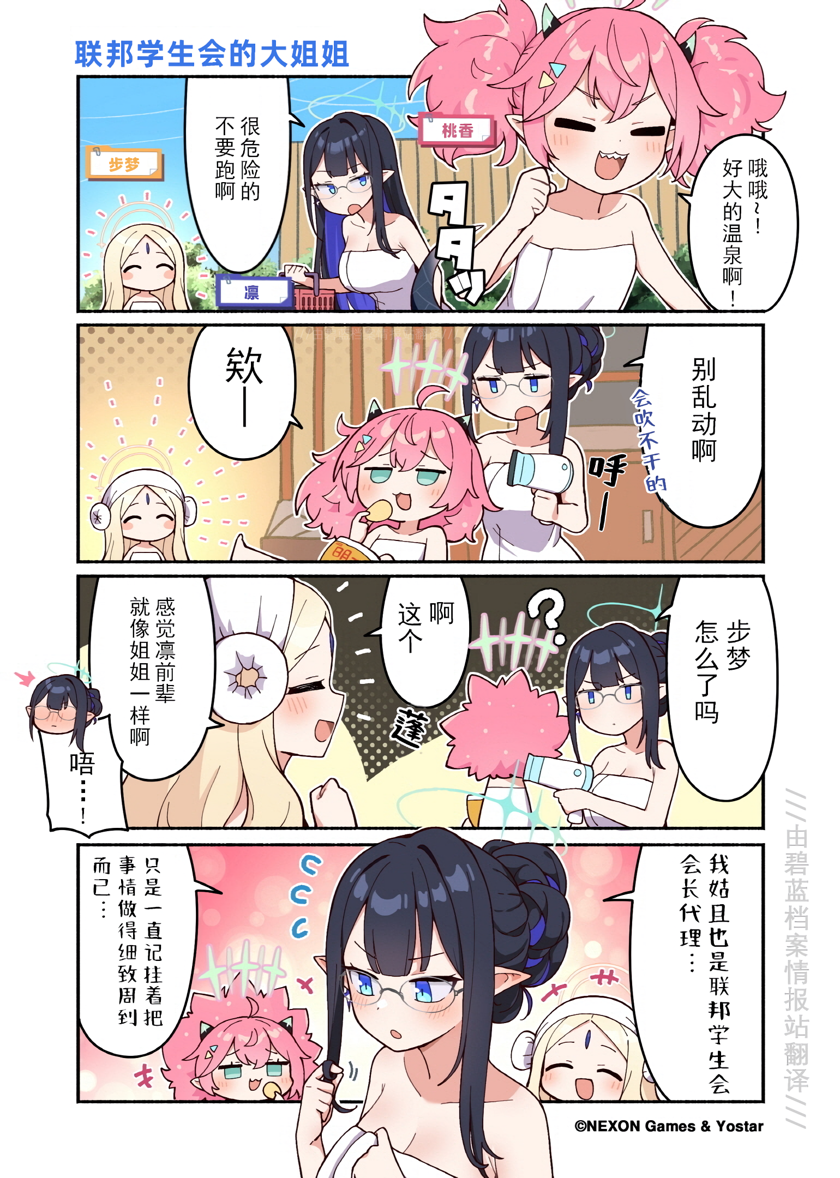 联邦学生会的大姐姐
桃香
哦哦~!
好大的温泉啊!
很危险的
不要跑啊
步梦
凛
タタッ
别乱动啊
会吹不干的
呼ー
欸ー
步梦
怎么了吗
?
啊
这个
蓬
感觉凛前辈
就像姐姐一样啊
唔…!
我姑且也是联邦学生会
会长代理…
只是一直记挂着把
事情做得细致周到
而已…
///由碧蓝档案情报站翻译///
©NEXON Games & Yostar